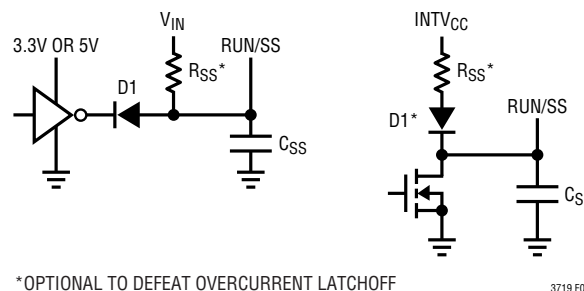 V_IN
INTV_CC
3.3V OR 5V
RUN/SS
D1
R_SS*
C_SS
R_SS*
D1*
RUN/SS
C_S
*OPTIONAL TO DEFEAT OVERCURRENT LATCHOFF
3719 F0